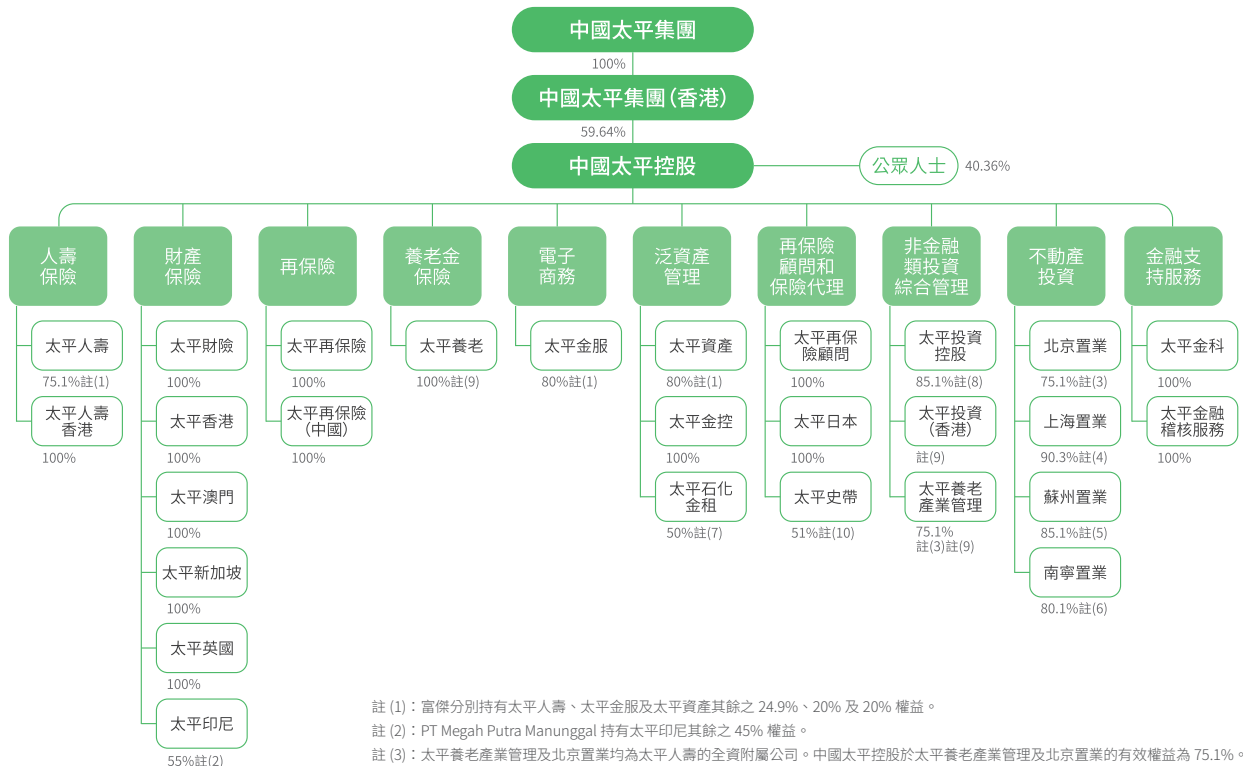 中國太平集團
100%
中國太平集團（香港）
59.64%
中國太平控股
公眾人士
40.36%
人壽
保險
財產
保險
再保險
養老金
保險
電子
商務
泛資產
管理
再保險
顧問和
保險代理
非金融
類投資
綜合管理
不動產
投資
金融支
持服務
太平人壽
75.1%註(1)
太平人壽
香港
100%
太平財險
100%
太平香港
100%
太平澳門
100%
太平新加坡
100%
太平英國
100%
太平印尼
55%註(2)
太平再保險
100%
太平再保險
（中國）
100%
太平養老
100%註(9)
太平金服
80%註(1)
太平資產
80%註(1)
太平金控
100%
太平石化
金租
50%註(7)
太平再保
險顧問
100%
太平日本
100%
太平史帶
51%註(10)
太平投資
控股
85.1%註(8)
太平投資
（香港）
註(9)
太平養老
產業管理
75.1%
註(3)註(9)
北京置業
75.1%註(3)
上海置業
90.3%註(4)
蘇州置業
85.1%註(5)
南寧置業
80.1%註(6)
太平金科
100%
太平金融
稽核服務
100%
註 (1)：富傑分別持有太平人壽、太平金服及太平資產其餘之 24.9%、20% 及 20% 權益。
註 (2)：PT Megah Putra Manunggal 持有太平印尼其餘之 45% 權益。
註 (3)：太平養老產業管理及北京置業均為太平人壽的全資附屬公司。中國太平控股於太平養老產業管理及北京置業的有效權益為 75.1%。